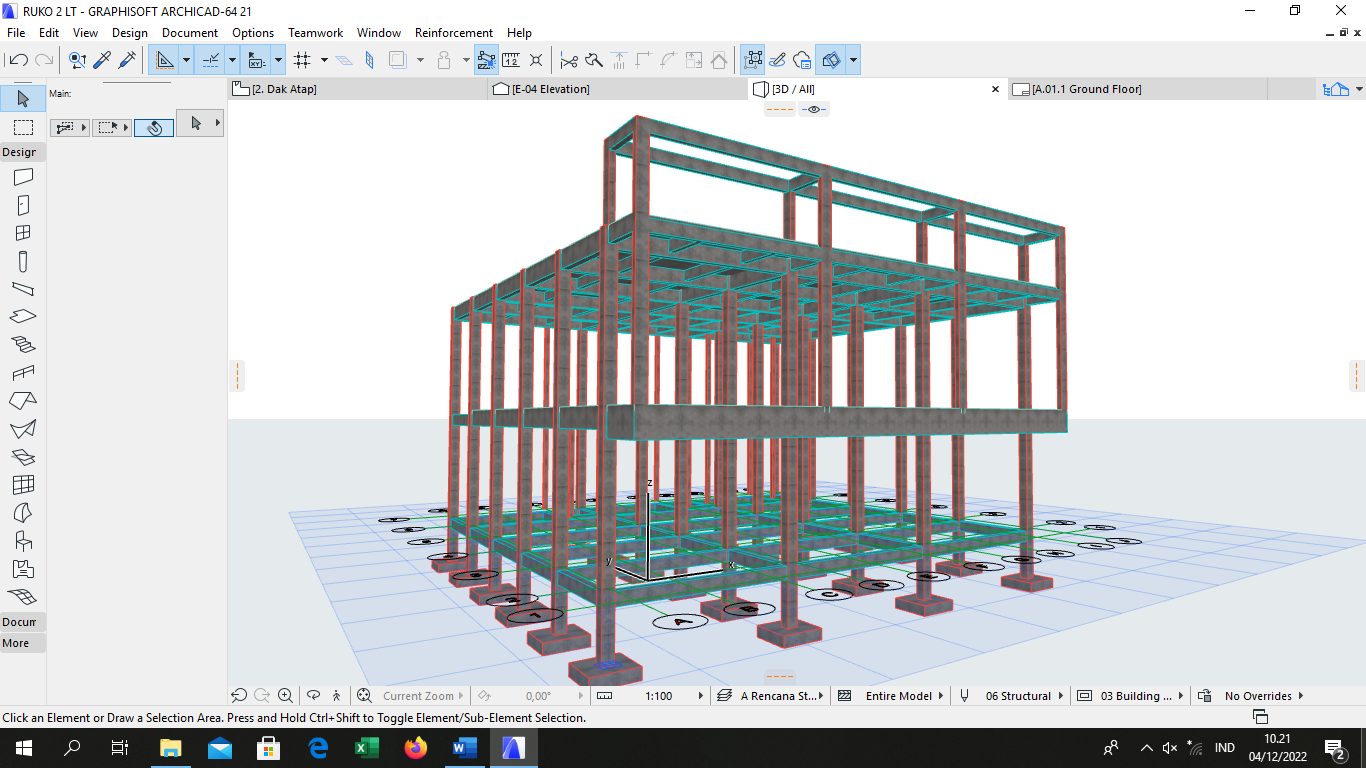 RUKO 2 LT - GRAPHISOFT ARCHICAD-64 21
File Edit View Design Document Options Teamwork Window Reinforcement Help
[2. Dak Atap] [E-04 Elevation] [3D / All] [A.01.1 Ground Floor]
Main:
Design
z
y
x
A
B
C
D
Docum
More
Current Zoom 0,00° 1:100 A Rencana St... Entire Model 06 Structural 03 Building ... No Overrides
Click an Element or Draw a Selection Area. Press and Hold Ctrl+Shift to Toggle Element/Sub-Element Selection.
IND
10.21
04/12/2022
2